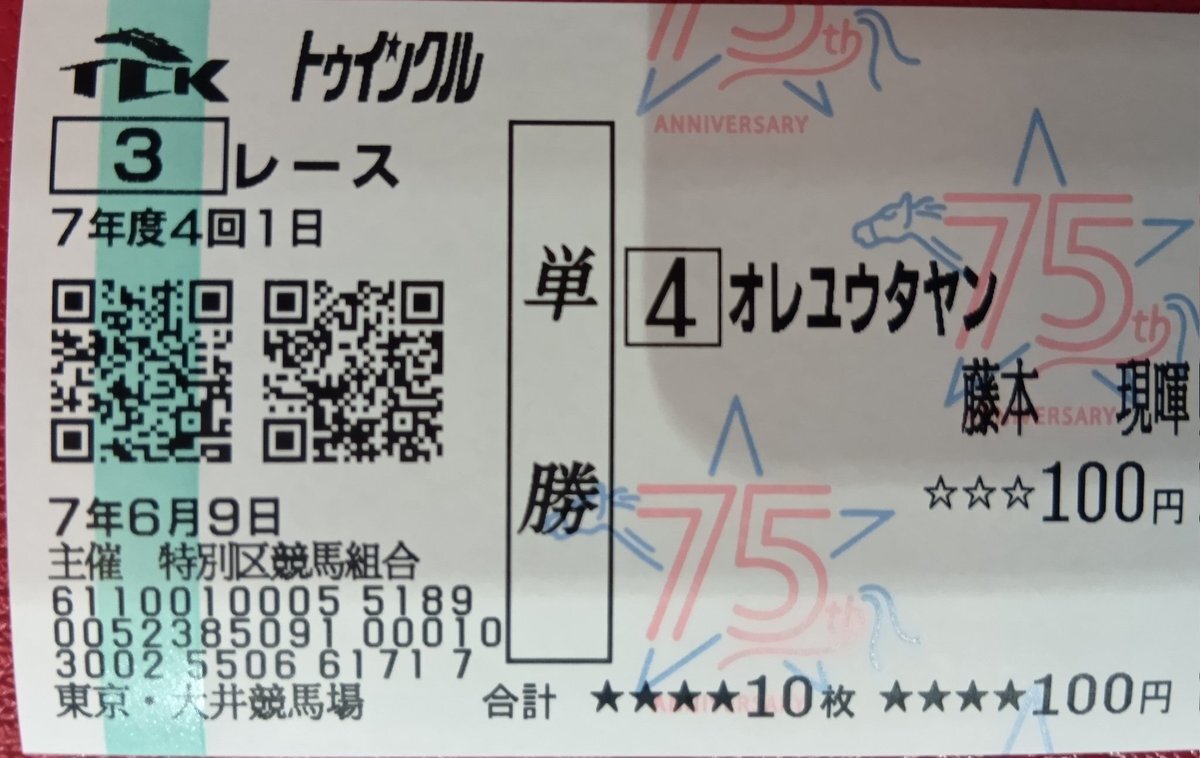 TCK トゥインクル
3 レース
7年度4回1日
7年6月9日
主催 特別区競馬組合
6110010005 5189
0052385091 00010
3002 5506 61717
東京・大井競馬場
単勝
4 オレユウタヤン
藤本 現暉
☆☆☆100円
合計 ★★★★10枚 ★★★★100円
75th
ANNIVERSARY
75th
ANNIVERSARY
75th
ANNIVERSARY